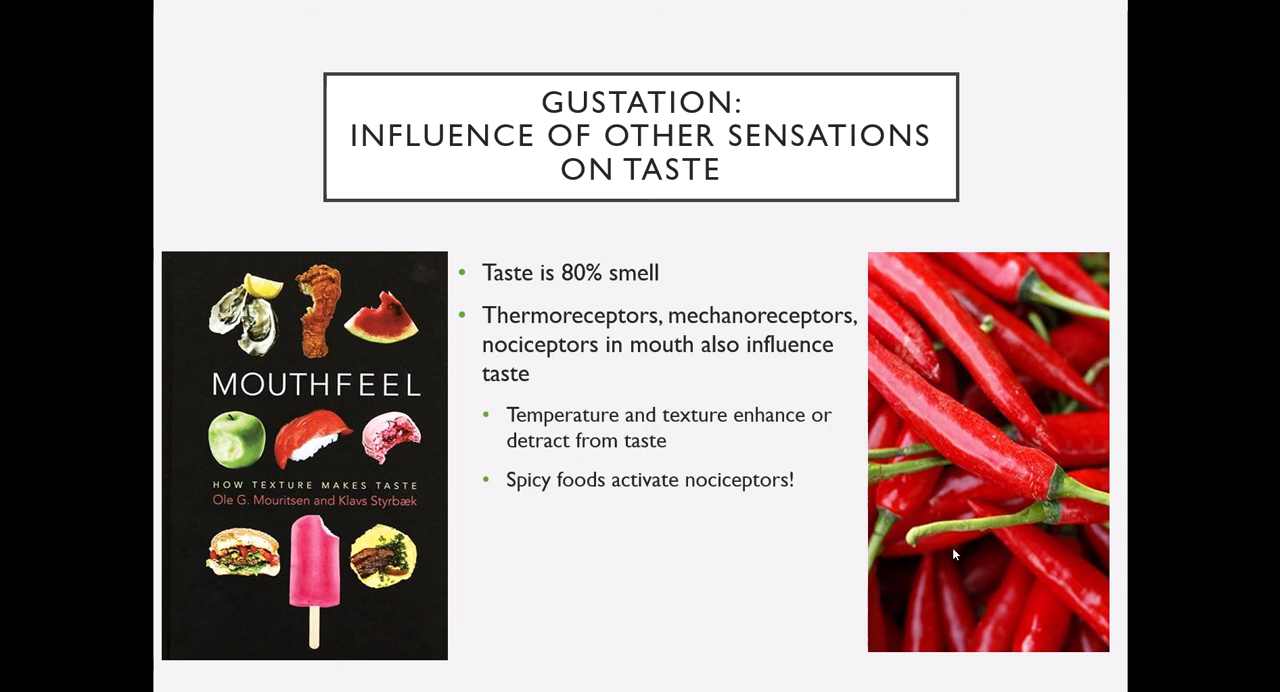 GUSTATION:
INFLUENCE OF OTHER SENSATIONS
ON TASTE
MOUTHFEEL
HOW TEXTURE MAKES TASTE
Ole G. Mouritsen and Klavs Styrbæk
• Taste is 80% smell
• Thermoreceptors, mechanoreceptors,
nociceptors in mouth also influence
taste
• Temperature and texture enhance or
detract from taste
• Spicy foods activate nociceptors!